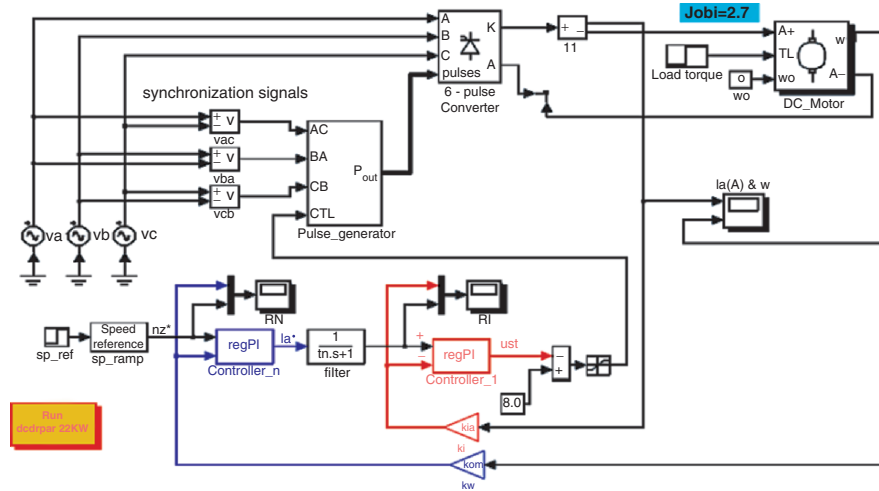 Jobi=2.7
A
B
C
pulses
K
A
6 - pulse
Converter
+
−
11
A+
TL
wo
w
A−
DC_Motor
Load torque
o
wo
synchronization signals
+
−
v
vac
+
−
v
vba
+
−
v
vcb
AC
BA
CB
CTL
Pout
Pulse_generator
la(A) & w
va
vb
vc
RN
RI
sp_ref
Speed
reference
sp_ramp
nz*
regPI
Controller_n
la*
1
tn.s+1
filter
+
−
regPI
Controller_1
ust
−
+
8.0
Run
dcdrpar 22KW
kia
ki
kom
kw